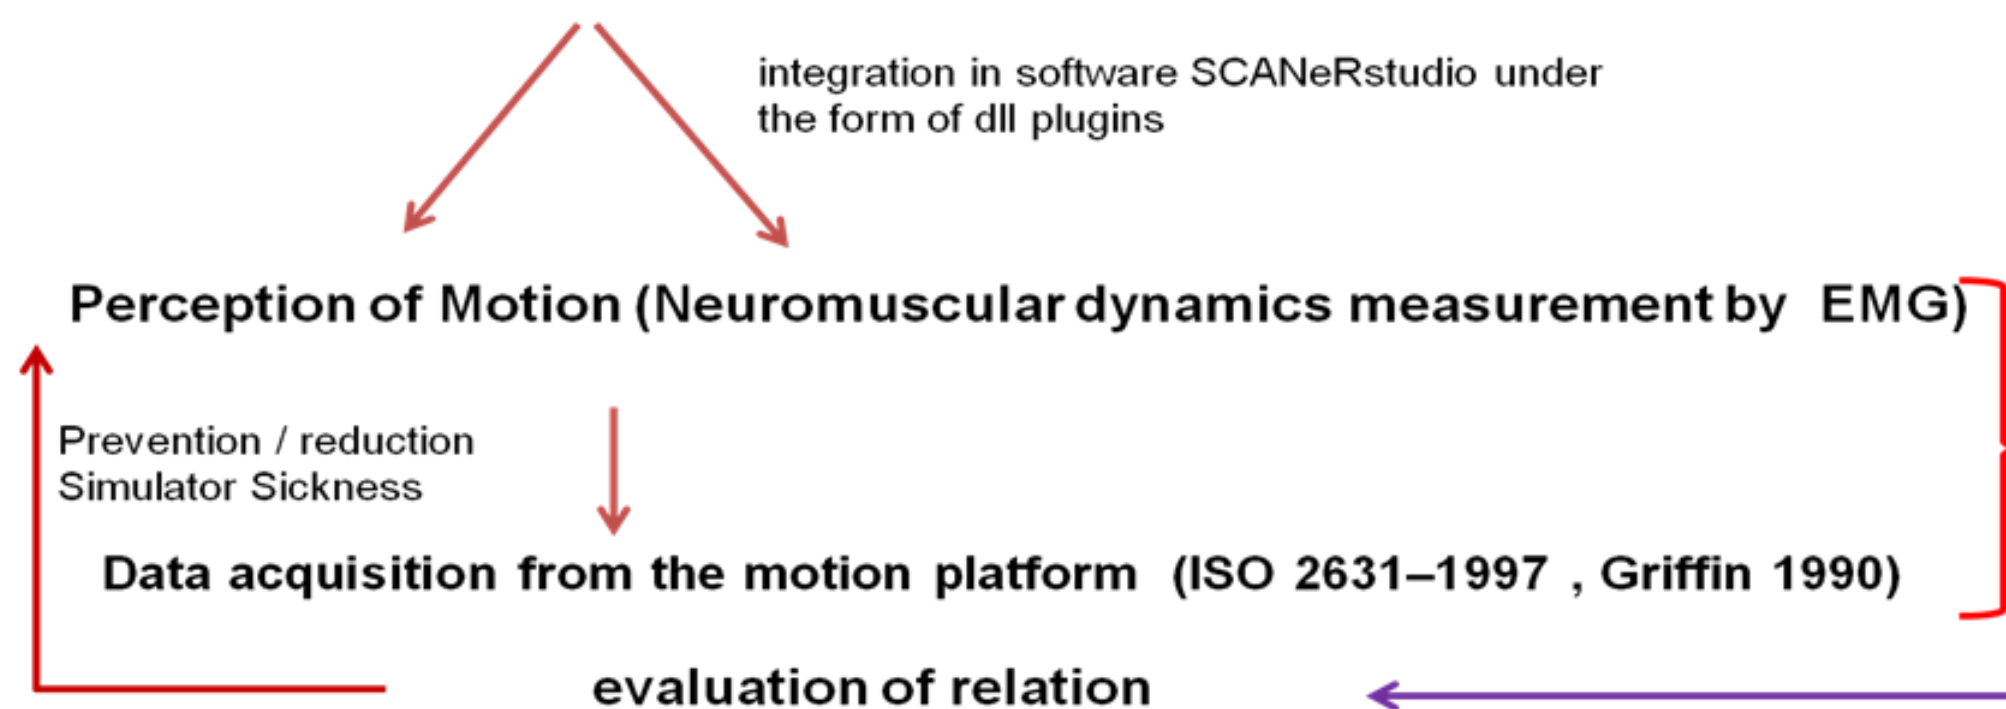 integration in software SCANeRstudio under
the form of dll plugins
Perception of Motion (Neuromuscular dynamics measurement by EMG)
Prevention / reduction
Simulator Sickness
Data acquisition from the motion platform (ISO 2631–1997 , Griffin 1990)
evaluation of relation